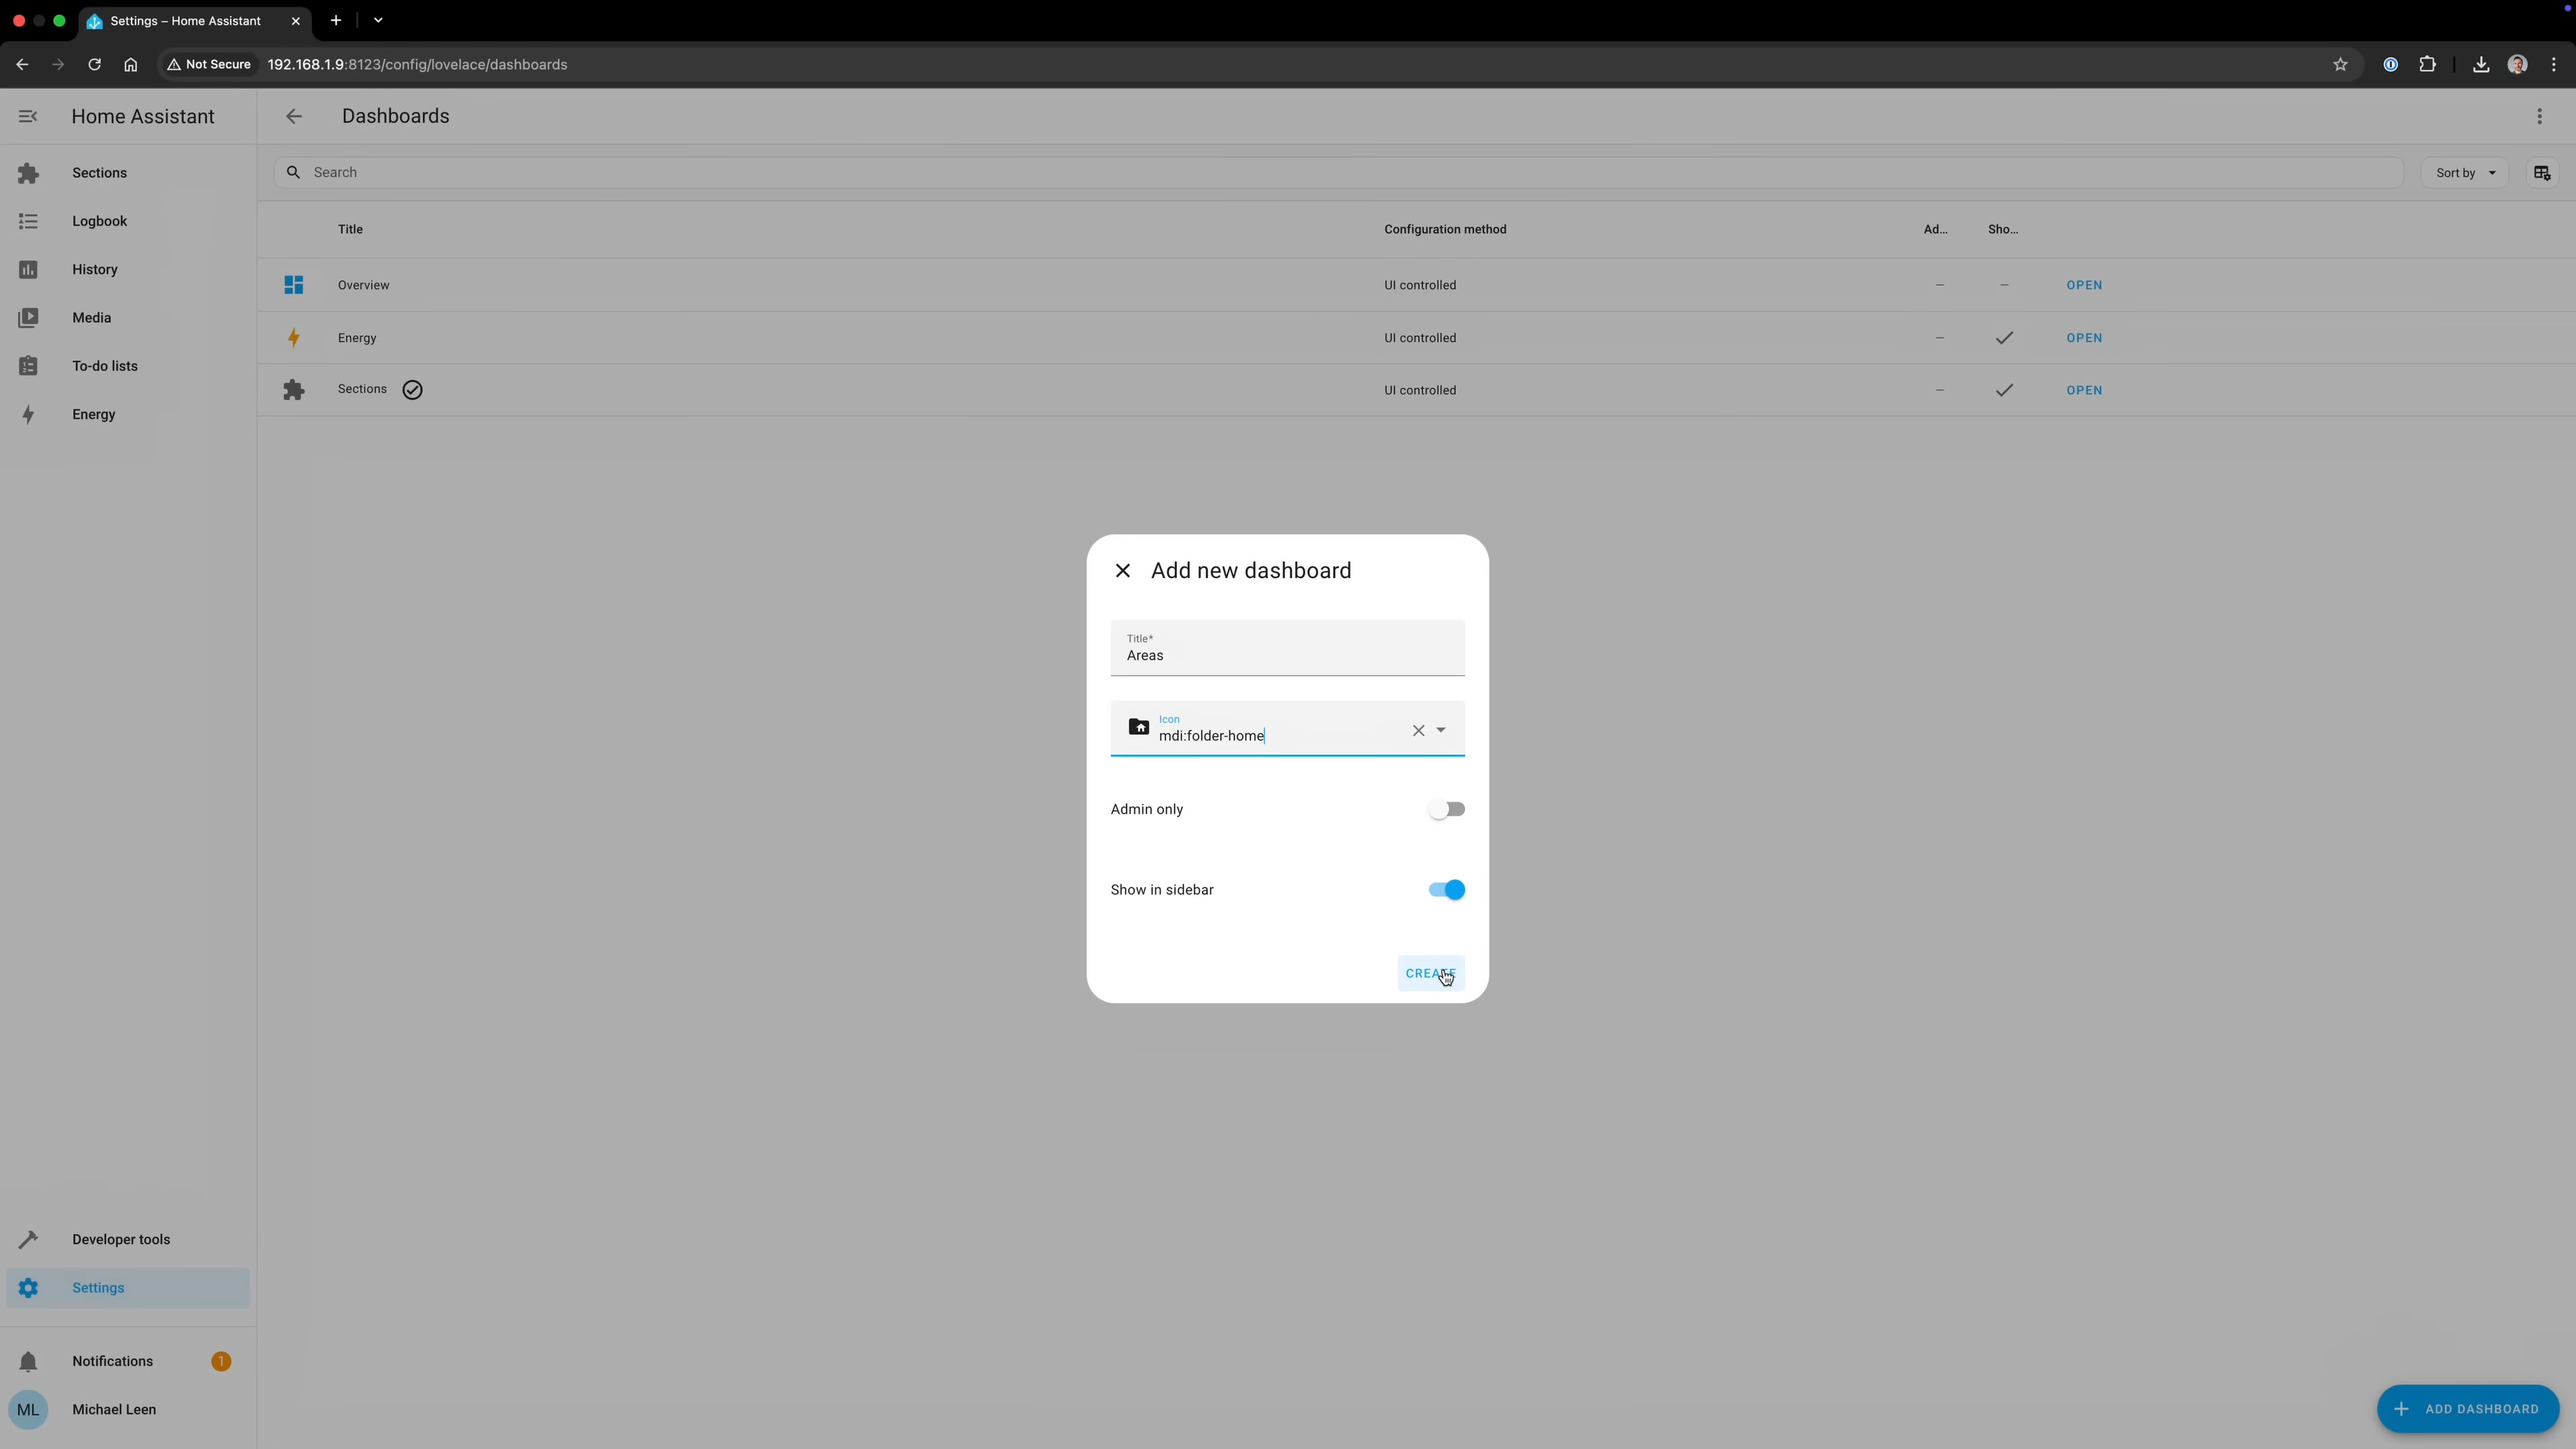 Settings – Home Assistant
Not Secure
192.168.1.9:8123/config/lovelace/dashboards
Home Assistant
Dashboards
Sections
Logbook
History
Media
To-do lists
Energy
Search
Sort by
Title
Configuration method
Ad...
Sho...
Overview
UI controlled
–
–
OPEN
Energy
UI controlled
–
OPEN
Sections
UI controlled
–
OPEN
Add new dashboard
Title*
Areas
Icon
mdi:folder-home
Admin only
Show in sidebar
CREATE
Developer tools
Settings
Notifications
1
ML
Michael Leen
ADD DASHBOARD